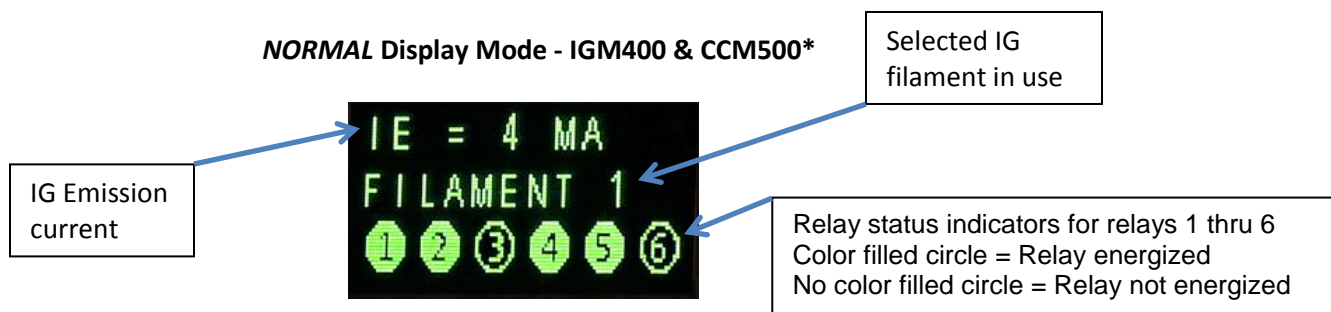 NORMAL Display Mode - IGM400 & CCM500*
Selected IG
filament in use
IE = 4 MA
FILAMENT 1
1 2 3 4 5 6
IG Emission
current
Relay status indicators for relays 1 thru 6
Color filled circle = Relay energized
No color filled circle = Relay not energized